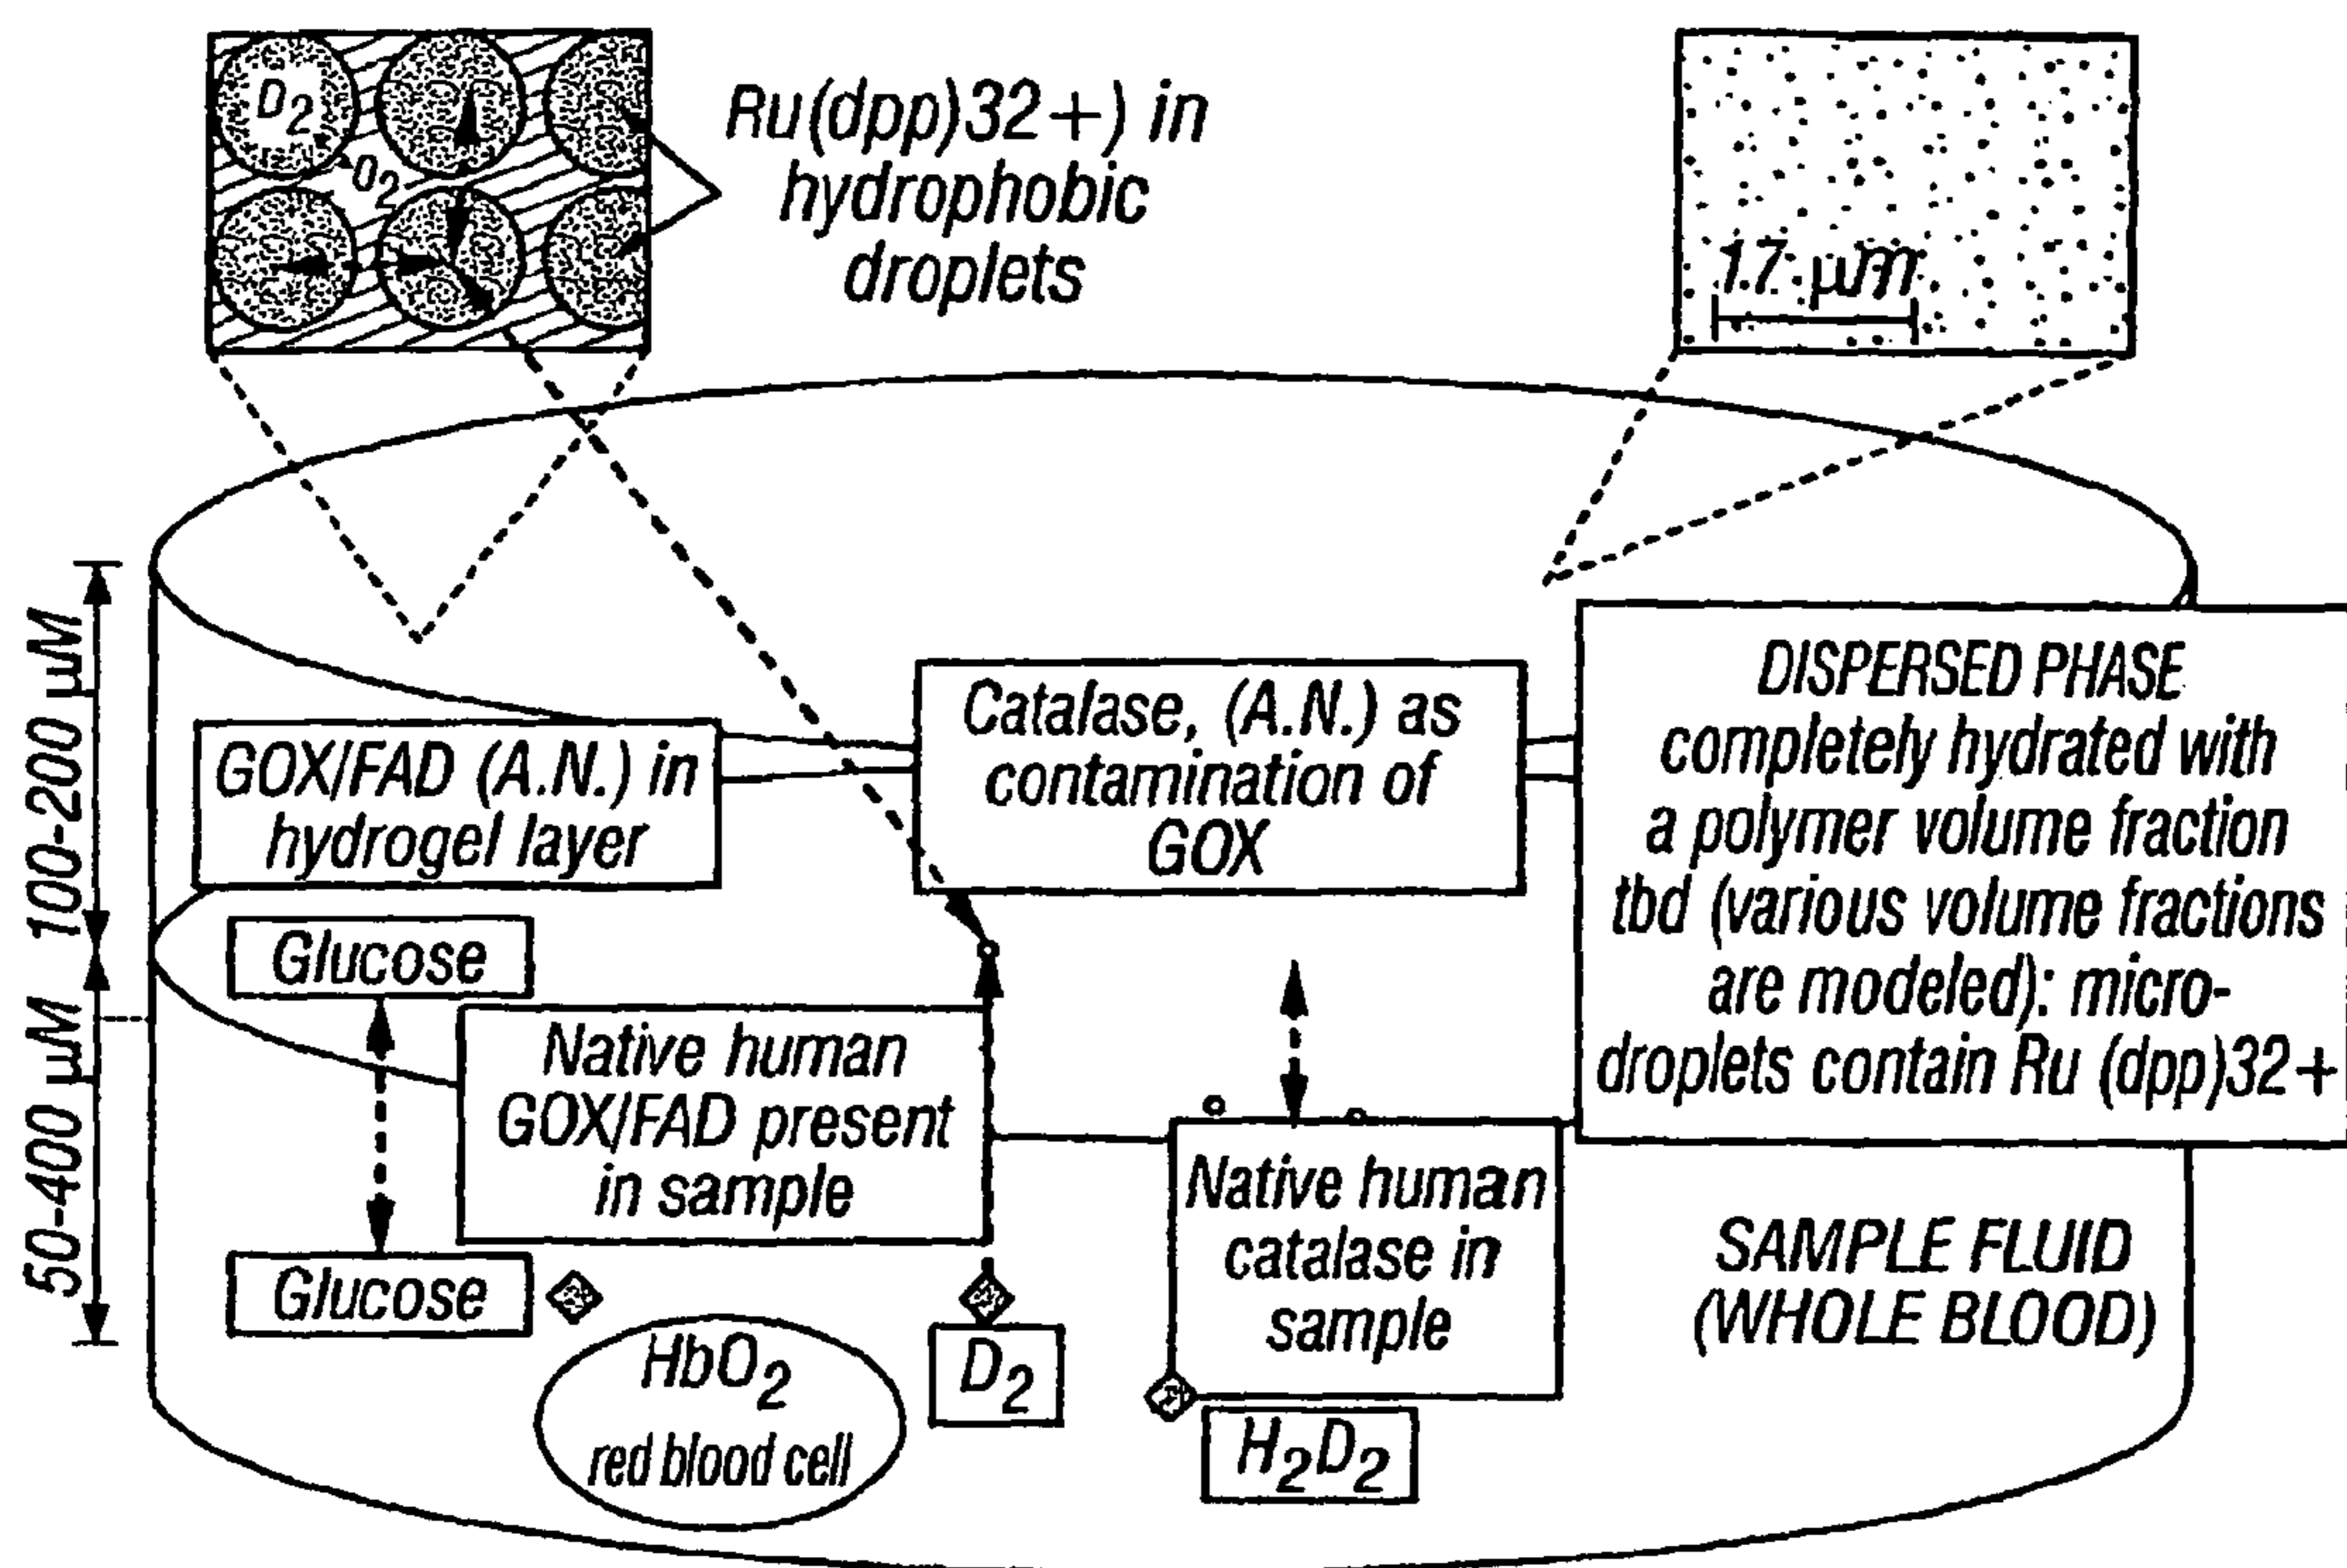 D2
O2
Ru(dpp)32+) in
hydrophobic
droplets
17 µm
100-200 µM
50-400 µM
GOX/FAD (A.N.) in
hydrogel layer
Catalase, (A.N.) as
contamination of
GOX
DISPERSED PHASE
completely hydrated with
a polymer volume fraction
tbd (various volume fractions
are modeled): micro-
droplets contain Ru (dpp)32+
Glucose
Native human
GOX/FAD present
in sample
Glucose
HbO2
red blood cell
D2
Native human
catalase in
sample
H2D2
SAMPLE FLUID
(WHOLE BLOOD)